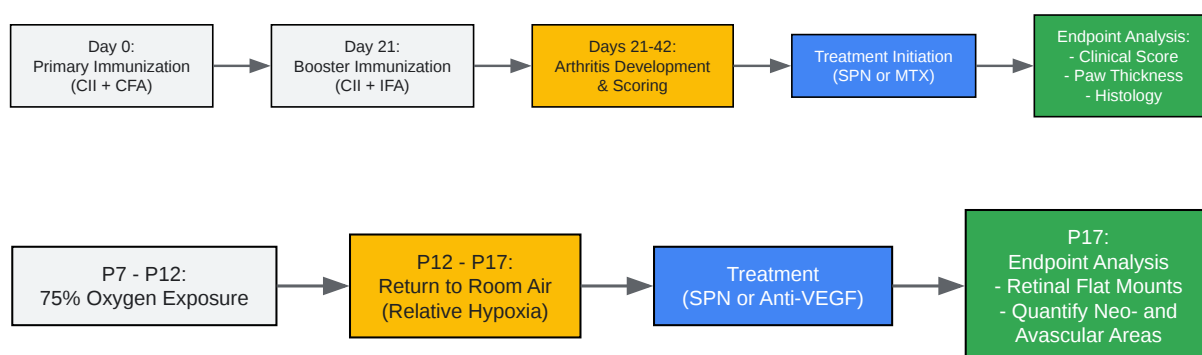 Day 0:
Primary Immunization
(CII + CFA)
Day 21:
Booster Immunization
(CII + IFA)
Days 21-42:
Arthritis Development
& Scoring
Treatment Initiation
(SPN or MTX)
Endpoint Analysis:
- Clinical Score
- Paw Thickness
- Histology
P7 - P12:
75% Oxygen Exposure
P12 - P17:
Return to Room Air
(Relative Hypoxia)
Treatment
(SPN or Anti-VEGF)
P17:
Endpoint Analysis
- Retinal Flat Mounts
- Quantify Neo- and
Avascular Areas